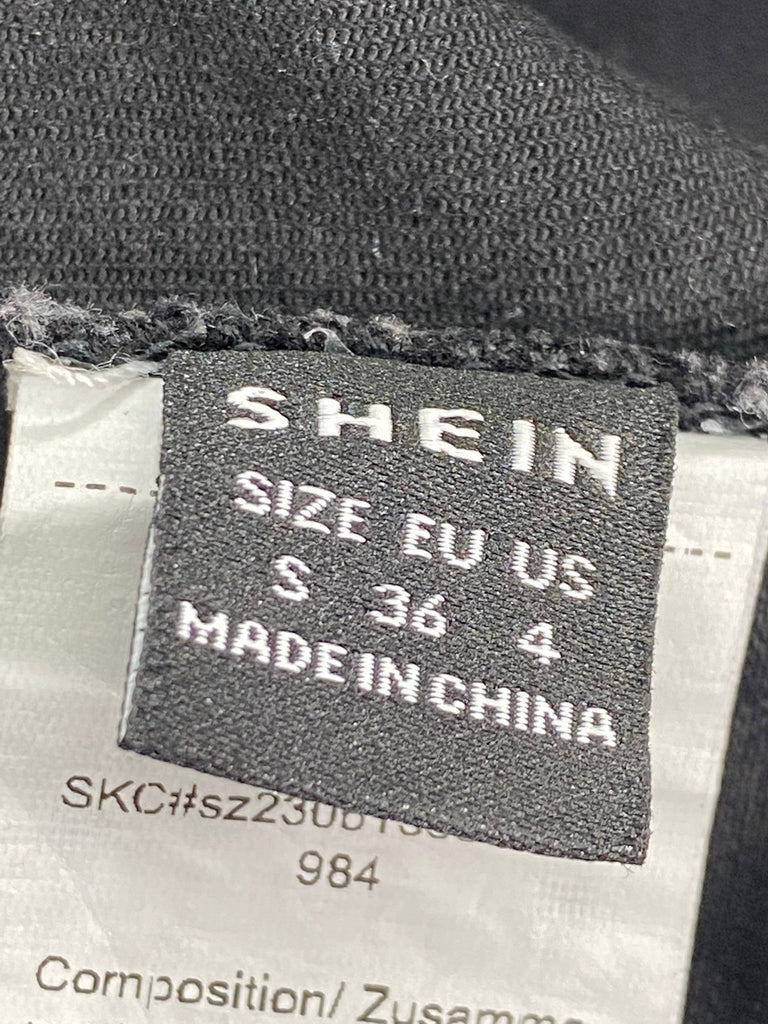 SHEIN
SIZE EU US
S 36 4
MADE IN CHINA
984
Composition/